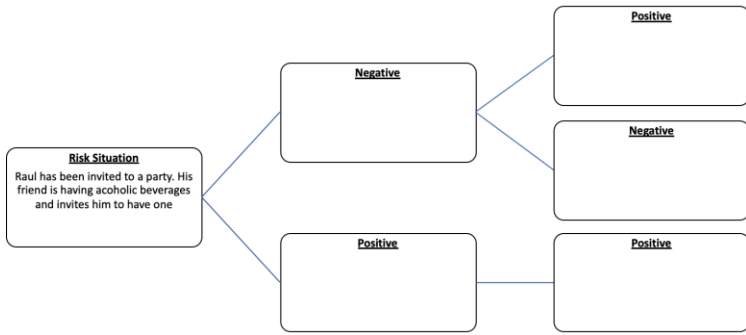 Positive
Negative
Negative
Risk Situation
Raul has been invited to a party. His
friend is having acoholic beverages
and invites him to have one
Positive
Positive